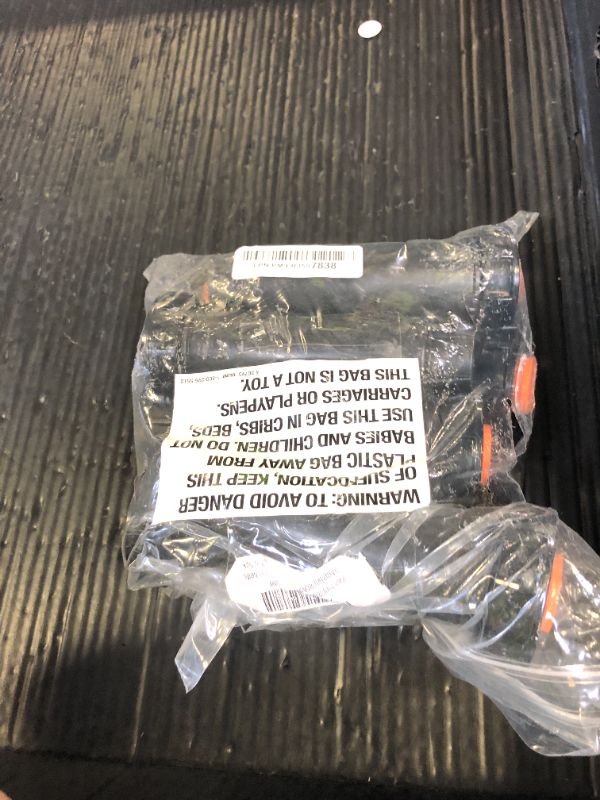 WARNING: TO AVOID DANGER
OF SUFFOCATION, KEEP THIS
PLASTIC BAG AWAY FROM
BABIES AND CHILDREN. DO NOT
USE THIS BAG IN CRIBS, BEDS,
CARRIAGES OR PLAYPENS.
THIS BAG IS NOT A TOY.
7838